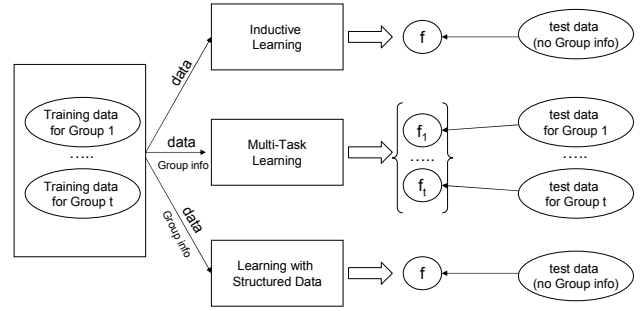 Training data
for Group 1
.....
Training data
for Group t
data
Inductive
Learning
f
test data
(no Group info)
data
Group info
Multi-Task
Learning
f1
.....
ft
test data
for Group 1
.....
test data
for Group t
data
Group info
Learning with
Structured Data
f
test data
(no Group info)